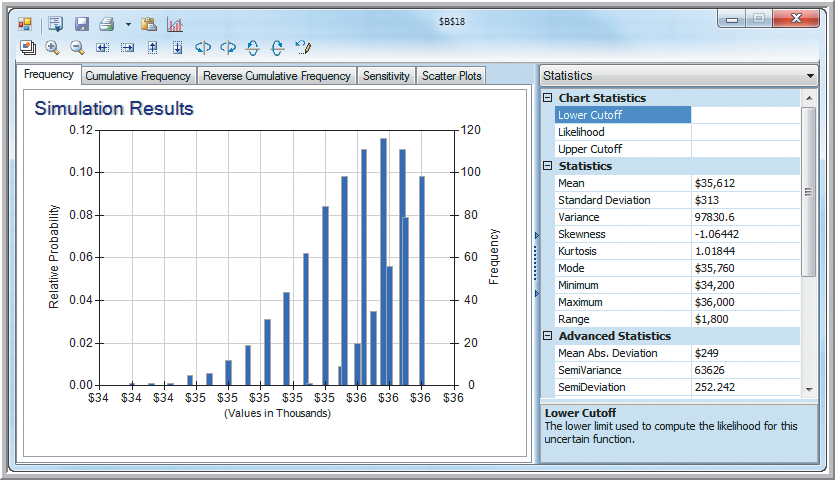 $B$18
Frequency Cumulative Frequency Reverse Cumulative Frequency Sensitivity Scatter Plots
Simulation Results
0.12
0.10
0.08
0.06
0.04
0.02
0.00
Relative Probability
120
100
80
60
40
20
0
Frequency
$34 $34 $34 $35 $35 $35 $35 $35 $36 $36 $36 $36
(Values in Thousands)
Statistics
Chart Statistics
Lower Cutoff
Likelihood
Upper Cutoff
Statistics
Mean $35,612
Standard Deviation $313
Variance 97830.6
Skewness -1.06442
Kurtosis 1.01844
Mode $35,760
Minimum $34,200
Maximum $36,000
Range $1,800
Advanced Statistics
Mean Abs. Deviation $249
SemiVariance 63626
SemiDeviation 252.242
Lower Cutoff
The lower limit used to compute the likelihood for this
uncertain function.